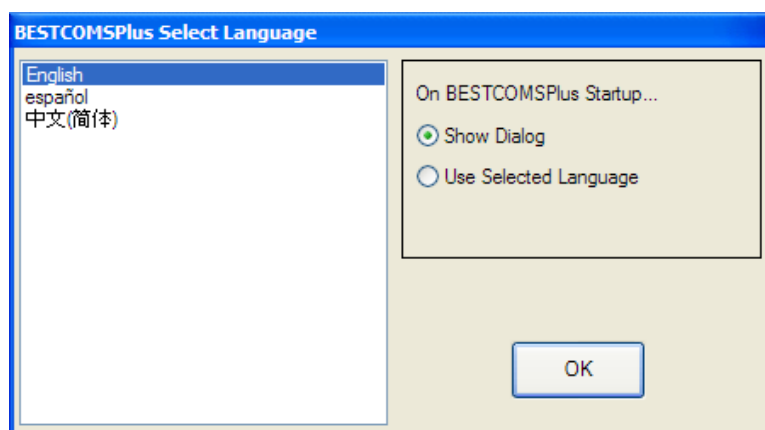 BESTCOMSPlus Select Language
English
español
中文(简体)
On BESTCOMSPlus Startup...
Show Dialog
Use Selected Language
OK